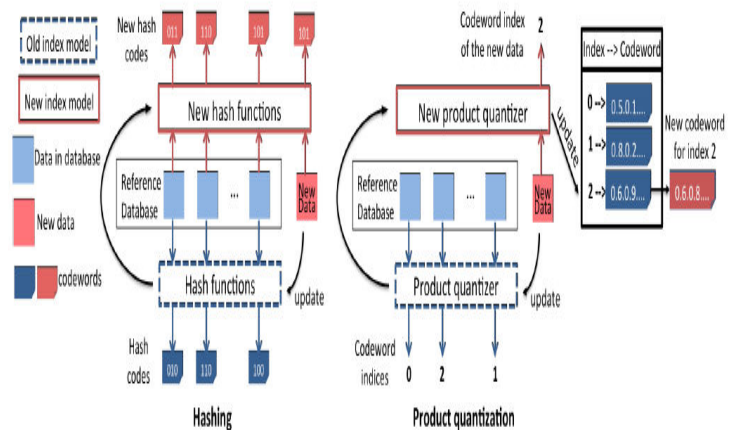 Old index model
New index model
Data in database
New data
codewords
New hash
codes
011
110
101
101
New hash functions
Reference
Database
...
New
Data
Hash functions
update
Hash
codes
010
110
100
Hashing
Codeword index
of the new data
2
New product quantizer
update
Reference
Database
...
New
Data
Product quantizer
update
Codeword
indices
0
2
1
Product quantization
Index --> Codeword
0 -->
0.5.0.1....
1 -->
0.8.0.2....
2 -->
0.6.0.9....
New codeword
for index 2
0.6.0.8....